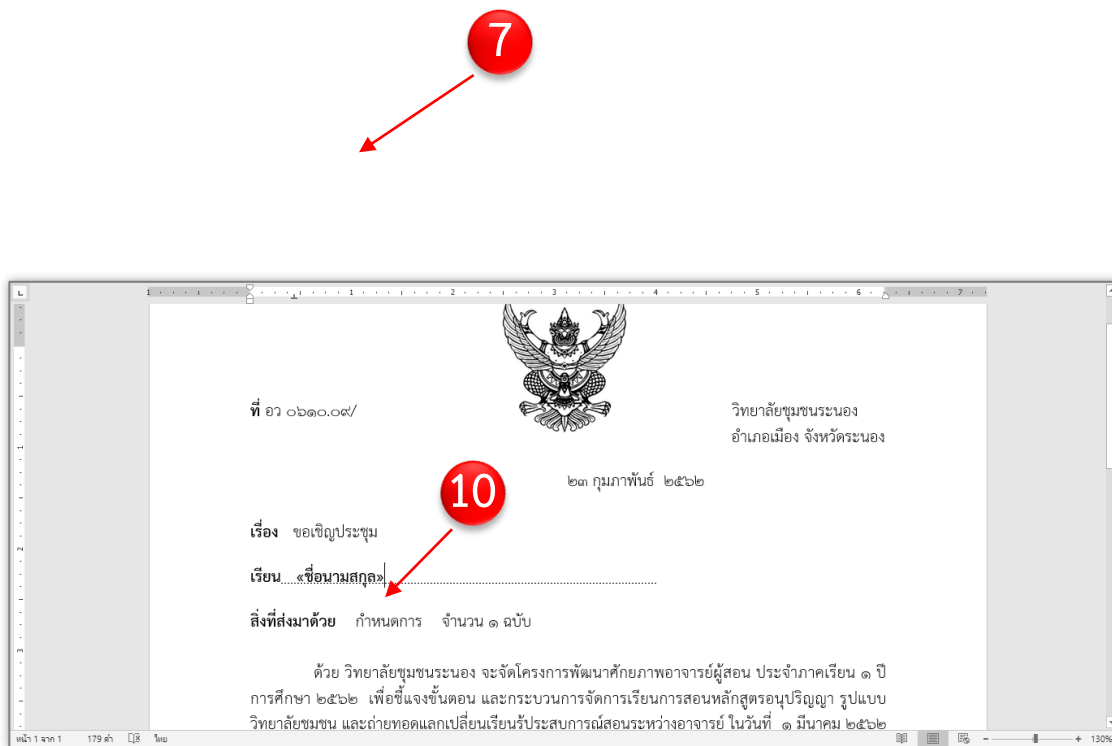 7
1 1 2 3 4 5 6 7
ที่ อว ๐๖๑๐.๐๙/
วิทยาลัยชุมชนระนอง
อำเภอเมือง จังหวัดระนอง
๒๓ กุมภาพันธ์ ๒๕๖๒
10
เรื่อง ขอเชิญประชุม
เรียน...«ชื่อนามสกุล»
สิ่งที่ส่งมาด้วย กำหนดการ จำนวน ๑ ฉบับ
ด้วย วิทยาลัยชุมชนระนอง จะจัดโครงการพัฒนาศักยภาพอาจารย์ผู้สอน ประจำภาคเรียน ๑ ปี
การศึกษา ๒๕๖๒ เพื่อชี้แจงขั้นตอน และกระบวนการจัดการเรียนการสอนหลักสูตรอนุปริญญา รูปแบบ
วิทยาลัยชุมชน และถ่ายทอดแลกเปลี่ยนเรียนรู้ประสบการณ์สอนระหว่างอาจารย์ ในวันที่ ๑ มีนาคม ๒๕๖๒
หน้า 1 จาก 1 179 คำ ไทย 130%